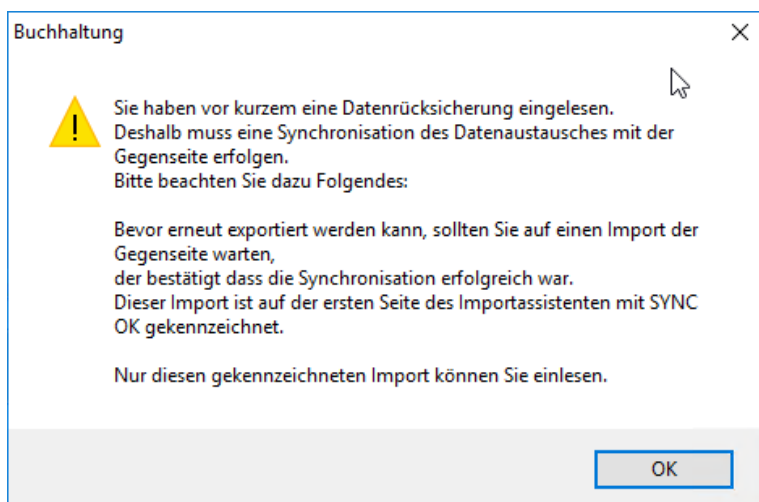 Buchhaltung
Sie haben vor kurzem eine Datenrücksicherung eingelesen.
Deshalb muss eine Synchronisation des Datenaustausches mit der
Gegenseite erfolgen.
Bitte beachten Sie dazu Folgendes:
Bevor erneut exportiert werden kann, sollten Sie auf einen Import der
Gegenseite warten,
der bestätigt dass die Synchronisation erfolgreich war.
Dieser Import ist auf der ersten Seite des Importassistenten mit SYNC
OK gekennzeichnet.
Nur diesen gekennzeichneten Import können Sie einlesen.
OK